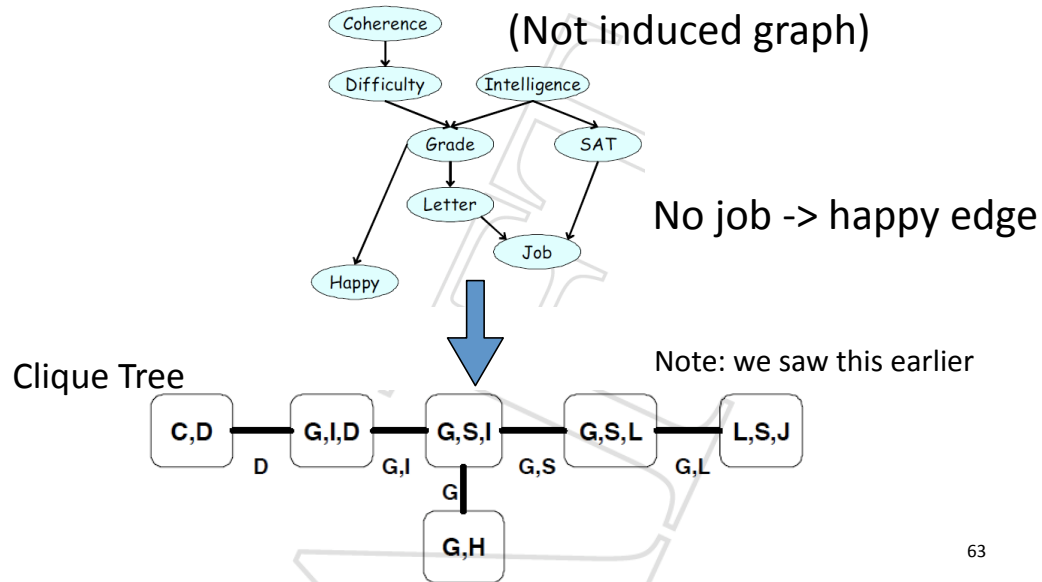 Coherence
(Not induced graph)
Difficulty
Intelligence
Grade
SAT
Letter
No job -> happy edge
Job
Happy
Note: we saw this earlier
Clique Tree
C,D
G,I,D
G,S,I
G,S,L
L,S,J
D
G,I
G,S
G,L
G
G,H
63